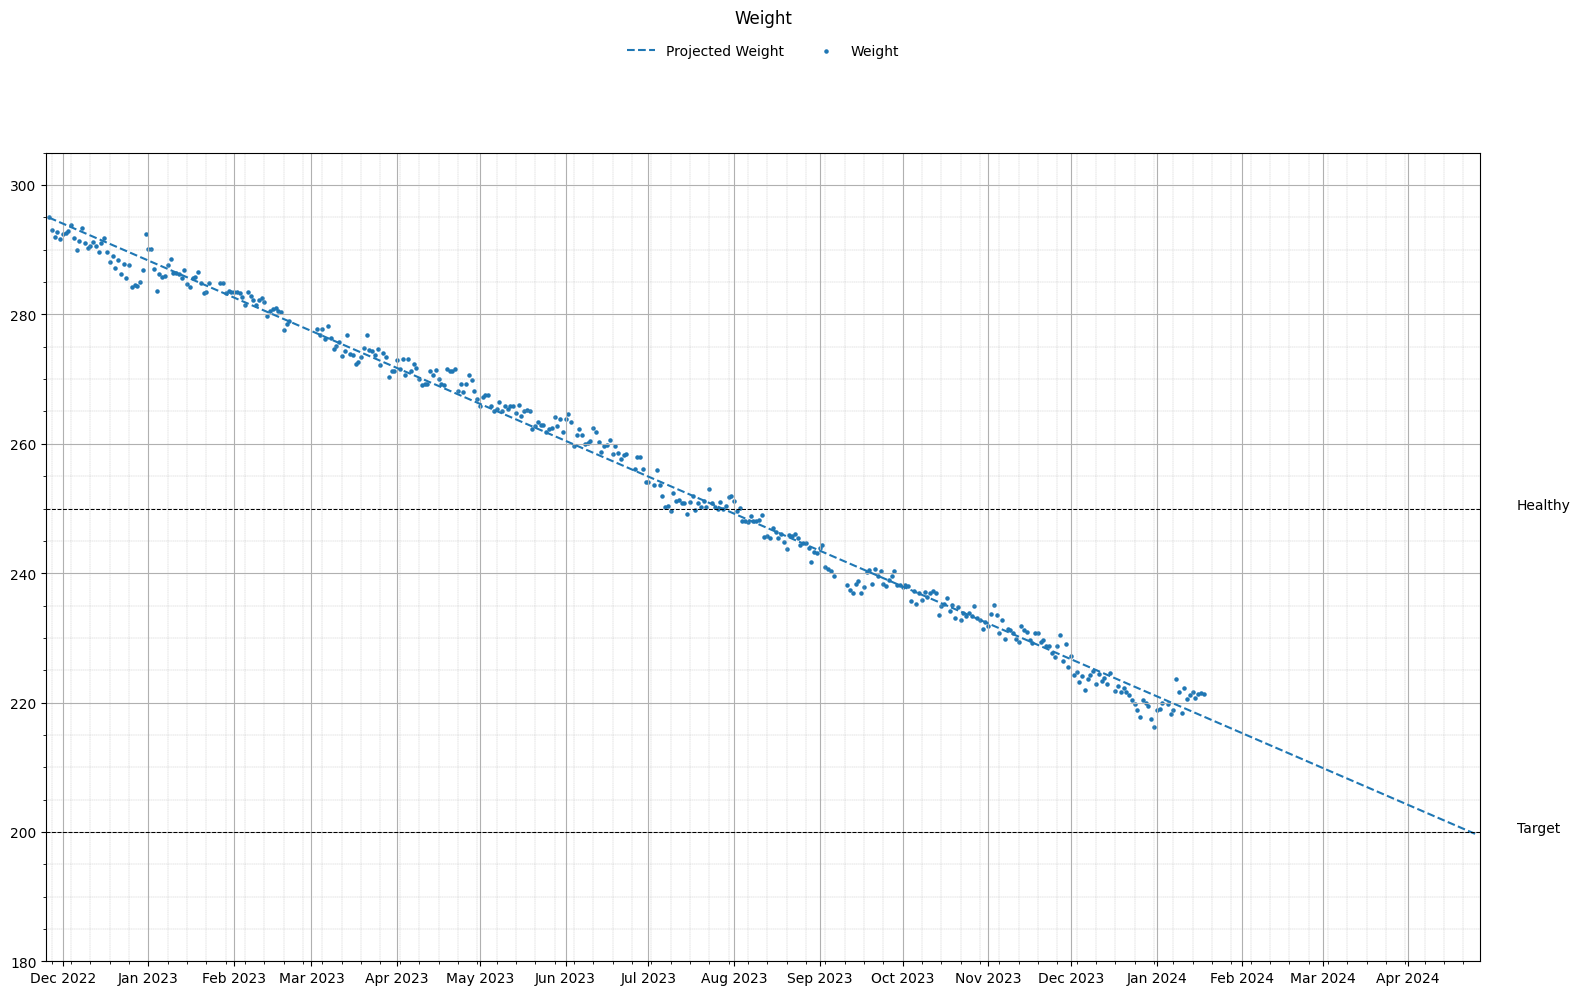 Weight
Projected Weight Weight
300
280
260
Healthy
240
220
200 Target
180
Dec 2022 Jan 2023 Feb 2023 Mar 2023 Apr 2023 May 2023 Jun 2023 Jul 2023 Aug 2023 Sep 2023 Oct 2023 Nov 2023 Dec 2023 Jan 2024 Feb 2024 Mar 2024 Apr 2024